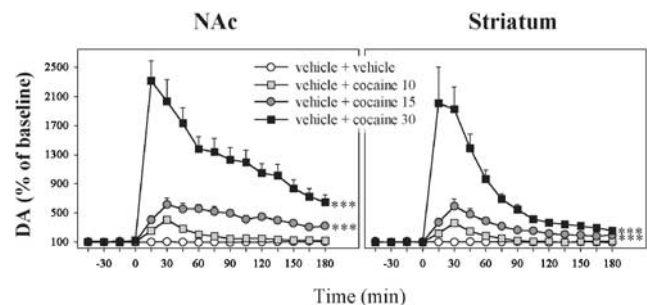 NAc Striatum
vehicle + vehicle
vehicle + cocaine 10
vehicle + cocaine 15
vehicle + cocaine 30
DA (% of baseline)
2500
2100
1700
1300
900
500
100
***
***
***
***
-30 0 30 60 90 120 150 180 -30 0 30 60 90 120 150 180
Time (min)